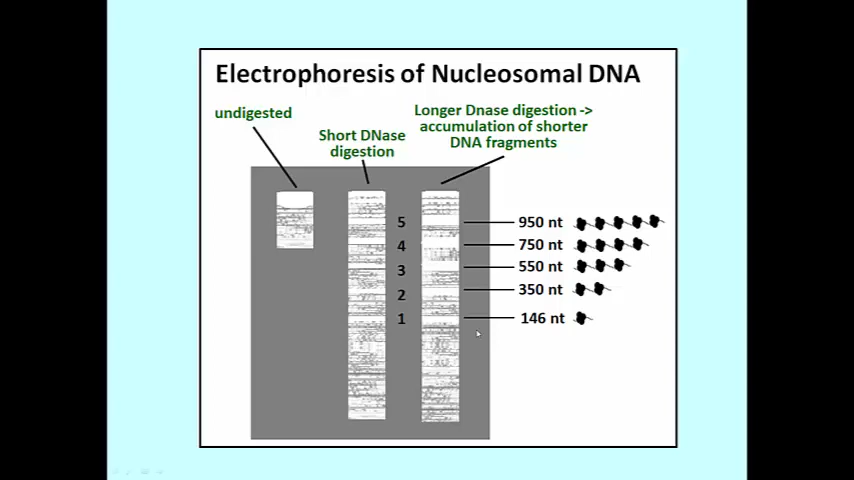 Electrophoresis of Nucleosomal DNA
undigested
Short DNase
digestion
Longer Dnase digestion ->
accumulation of shorter
DNA fragments
5
4
3
2
1
950 nt
750 nt
550 nt
350 nt
146 nt